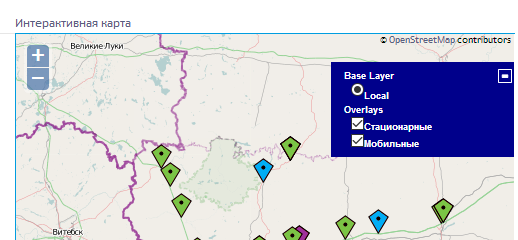 Интерактивная карта
© OpenStreetMap contributors
Великие Луки
+
−
Base Layer
Local
Overlays
Стационарные
Мобильные
Витебск